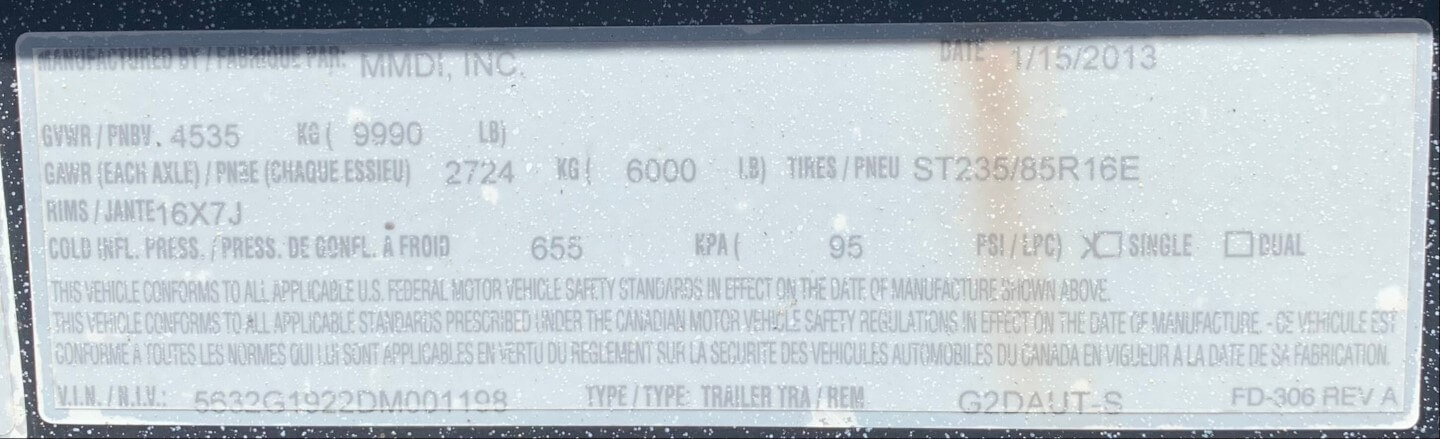 MANUFACTURED BY / FABRIQUE PAR: MMDI, INC. DATE 1/15/2013
GVWR / PNBV. 4535 KG ( 9990 LB)
GAWR (EACH AXLE) / PNBE (CHAQUE ESSIEU) 2724 KG ( 6000 LB) TIRES / PNEU ST235/85R16E
RIMS / JANTE 16X7J
COLD INFL. PRESS. / PRESS. DE GONFL. À FROID 655 KPA ( 95 PSI / LPC) X☐ SINGLE ☐ DUAL
THIS VEHICLE CONFORMS TO ALL APPLICABLE U.S. FEDERAL MOTOR VEHICLE SAFETY STANDARDS IN EFFECT ON THE DATE OF MANUFACTURE SHOWN ABOVE.
THIS VEHICLE CONFORMS TO ALL APPLICABLE STANDARDS PRESCRIBED UNDER THE CANADIAN MOTOR VEHICLE SAFETY REGULATIONS IN EFFECT ON THE DATE OF MANUFACTURE. - CE VEHICULE EST
CONFORME À TOUTES LES NORMES QUI LUI SONT APPLICABLES EN VERTU DU REGLEMENT SUR LA SECURITE DES VEHICULES AUTOMOBILES DU CANADA EN VIGUEUR A LA DATE DE SA FABRICATION.
V.I.N. / N.I.V.: 5632G1922DM001198 TYPE / TYPE: TRAILER TRA / REM G2DAUT-S FD-306 REV A